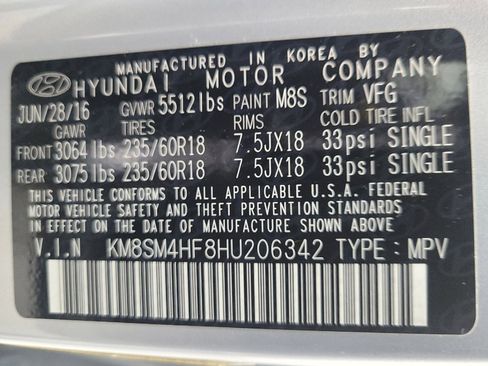 MANUFACTURED IN KOREA BY
HYUNDAI MOTOR COMPANY
JUN/28/16 GVWR 5512lbs PAINT M8S TRIM VFG
GAWR TIRES RIMS COLD TIRE INFL
FRONT 3064lbs 235/60R18 7.5JX18 33psi SINGLE
REAR 3075lbs 235/60R18 7.5JX18 33psi SINGLE
THIS VEHICLE CONFORMS TO ALL APPLICABLE U.S.A. FEDERAL
MOTOR VEHICLE SAFETY AND THEFT PREVENTION STANDARDS
IN EFFECT ON THE DATE OF MANUFACTURE SHOWN ABOVE
V.I.N KM8SM4HF8HU206342 TYPE : MPV